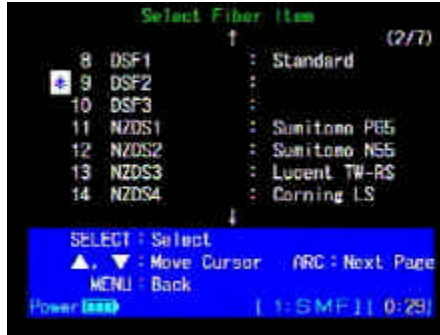 Select Fiber Item
↑ (2/7)
8 DSF1 : Standard
* 9 DSF2 :
10 DSF3 :
11 NZDS1 : Sumitomo P65
12 NZDS2 : Sumitomo N55
13 NZDS3 : Lucent TW-RS
14 NZDS4 : Corning LS
↓
SELECT : Select
▲, ▼ : Move Cursor ARC : Next Page
MENU : Back
Power [ 1:SMF][ 0:29]